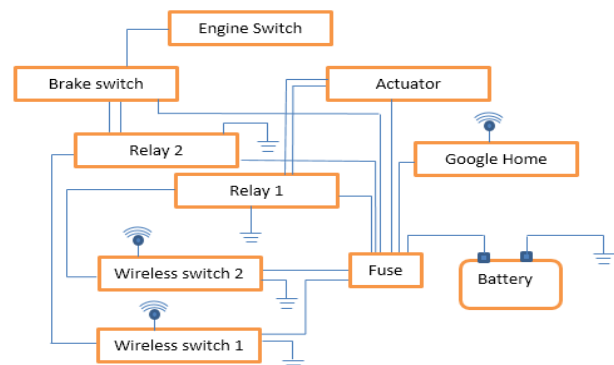 Engine Switch
Brake switch
Actuator
Relay 2
Google Home
Relay 1
Wireless switch 2
Fuse
Battery
Wireless switch 1